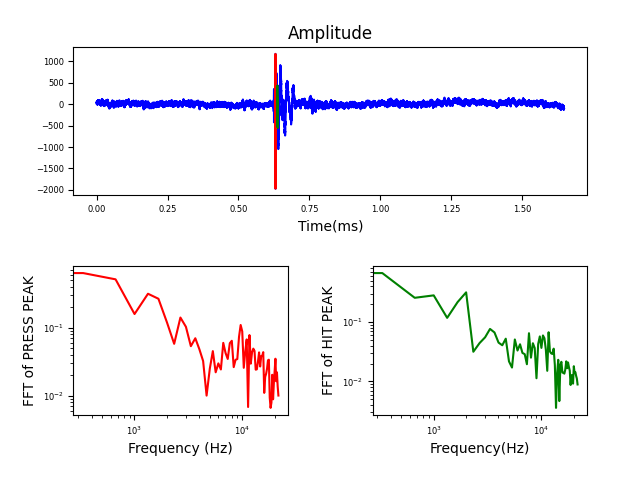 Amplitude
1000
500
0
−500
−1000
−1500
−2000
0.00 0.25 0.50 0.75 1.00 1.25 1.50
Time(ms)
FFT of PRESS PEAK
10⁻¹
10⁻²
10³ 10⁴
Frequency (Hz)
FFT of HIT PEAK
10⁻¹
10⁻²
10³ 10⁴
Frequency(Hz)